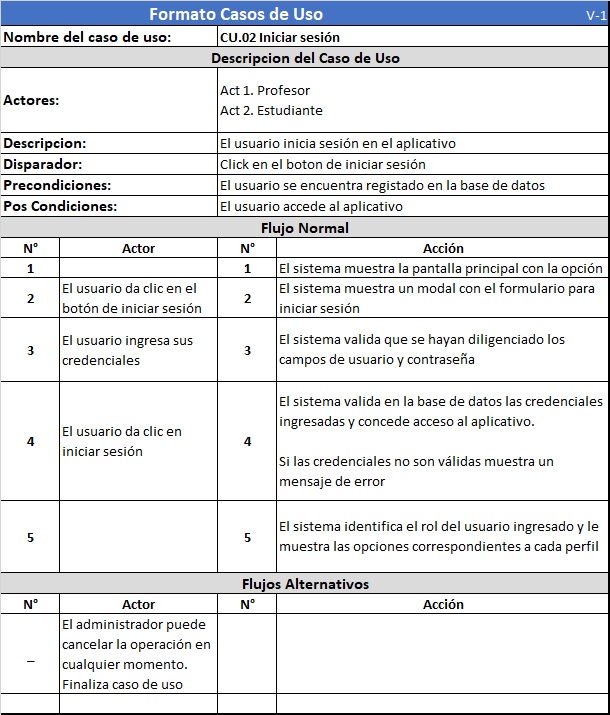 Formato Casos de Uso V-1
Nombre del caso de uso: CU.02 Iniciar sesión
Descripcion del Caso de Uso
Actores:
Act 1. Profesor
Act 2. Estudiante
Descripcion: El usuario inicia sesión en el aplicativo
Disparador: Click en el boton de iniciar sesión
Precondiciones: El usuario se encuentra registado en la base de datos
Pos Condiciones: El usuario accede al aplicativo
Flujo Normal
N° Actor N° Acción
1 1 El sistema muestra la pantalla principal con la opción
2
El usuario da clic en el
botón de iniciar sesión
2
El sistema muestra un modal con el formulario para
iniciar sesión
3
El usuario ingresa sus
credenciales
3
El sistema valida que se hayan diligenciado los
campos de usuario y contraseña
4
El usuario da clic en
iniciar sesión
4
El sistema valida en la base de datos las credenciales
ingresadas y concede acceso al aplicativo.
Si las credenciales no son válidas muestra un
mensaje de error
5 5
El sistema identifica el rol del usuario ingresado y le
muestra las opciones correspondientes a cada perfil
Flujos Alternativos
N° Actor N° Acción
_
El administrador puede
cancelar la operación en
cualquier momento.
Finaliza caso de uso